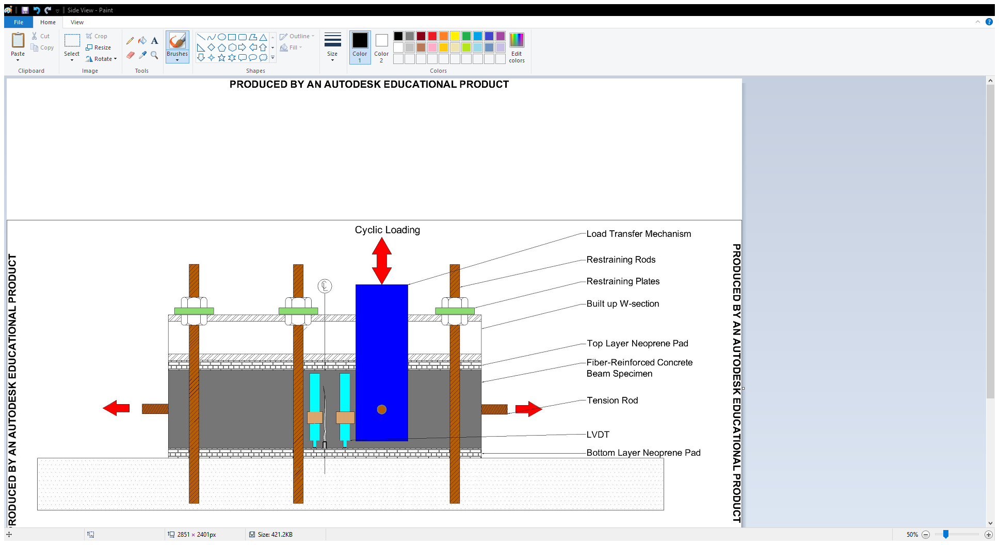 Side View - Paint
File Home View
Paste
Cut
Copy
Clipboard
Select
Crop
Resize
Rotate
Image
A
Tools
Brushes
Shapes
Outline
Fill
Size
Color 1
Color 2
Edit colors
Colors
PRODUCED BY AN AUTODESK EDUCATIONAL PRODUCT
PRODUCED BY AN AUTODESK EDUCATIONAL PRODUCT
PRODUCED BY AN AUTODESK EDUCATIONAL PRODUCT
Cyclic Loading
CL
Load Transfer Mechanism
Restraining Rods
Restraining Plates
Built up W-section
Top Layer Neoprene Pad
Fiber-Reinforced Concrete
Beam Specimen
Tension Rod
LVDT
Bottom Layer Neoprene Pad
2851 × 2401px
Size: 421.2KB
50%